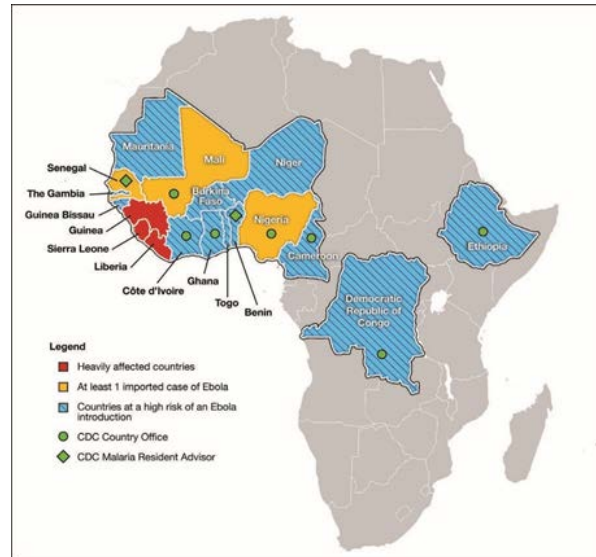 Mauritania
Mali
Niger
Senegal
The Gambia
Burkina
Faso
Guinea Bissau
Nigeria
Guinea
Ethiopia
Sierra Leone
Cameroon
Liberia
Ghana
Côte d'Ivoire
Togo
Benin
Democratic
Republic of
Congo
Legend
Heavily affected countries
At least 1 imported case of Ebola
Countries at a high risk of an Ebola
introduction
CDC Country Office
CDC Malaria Resident Advisor